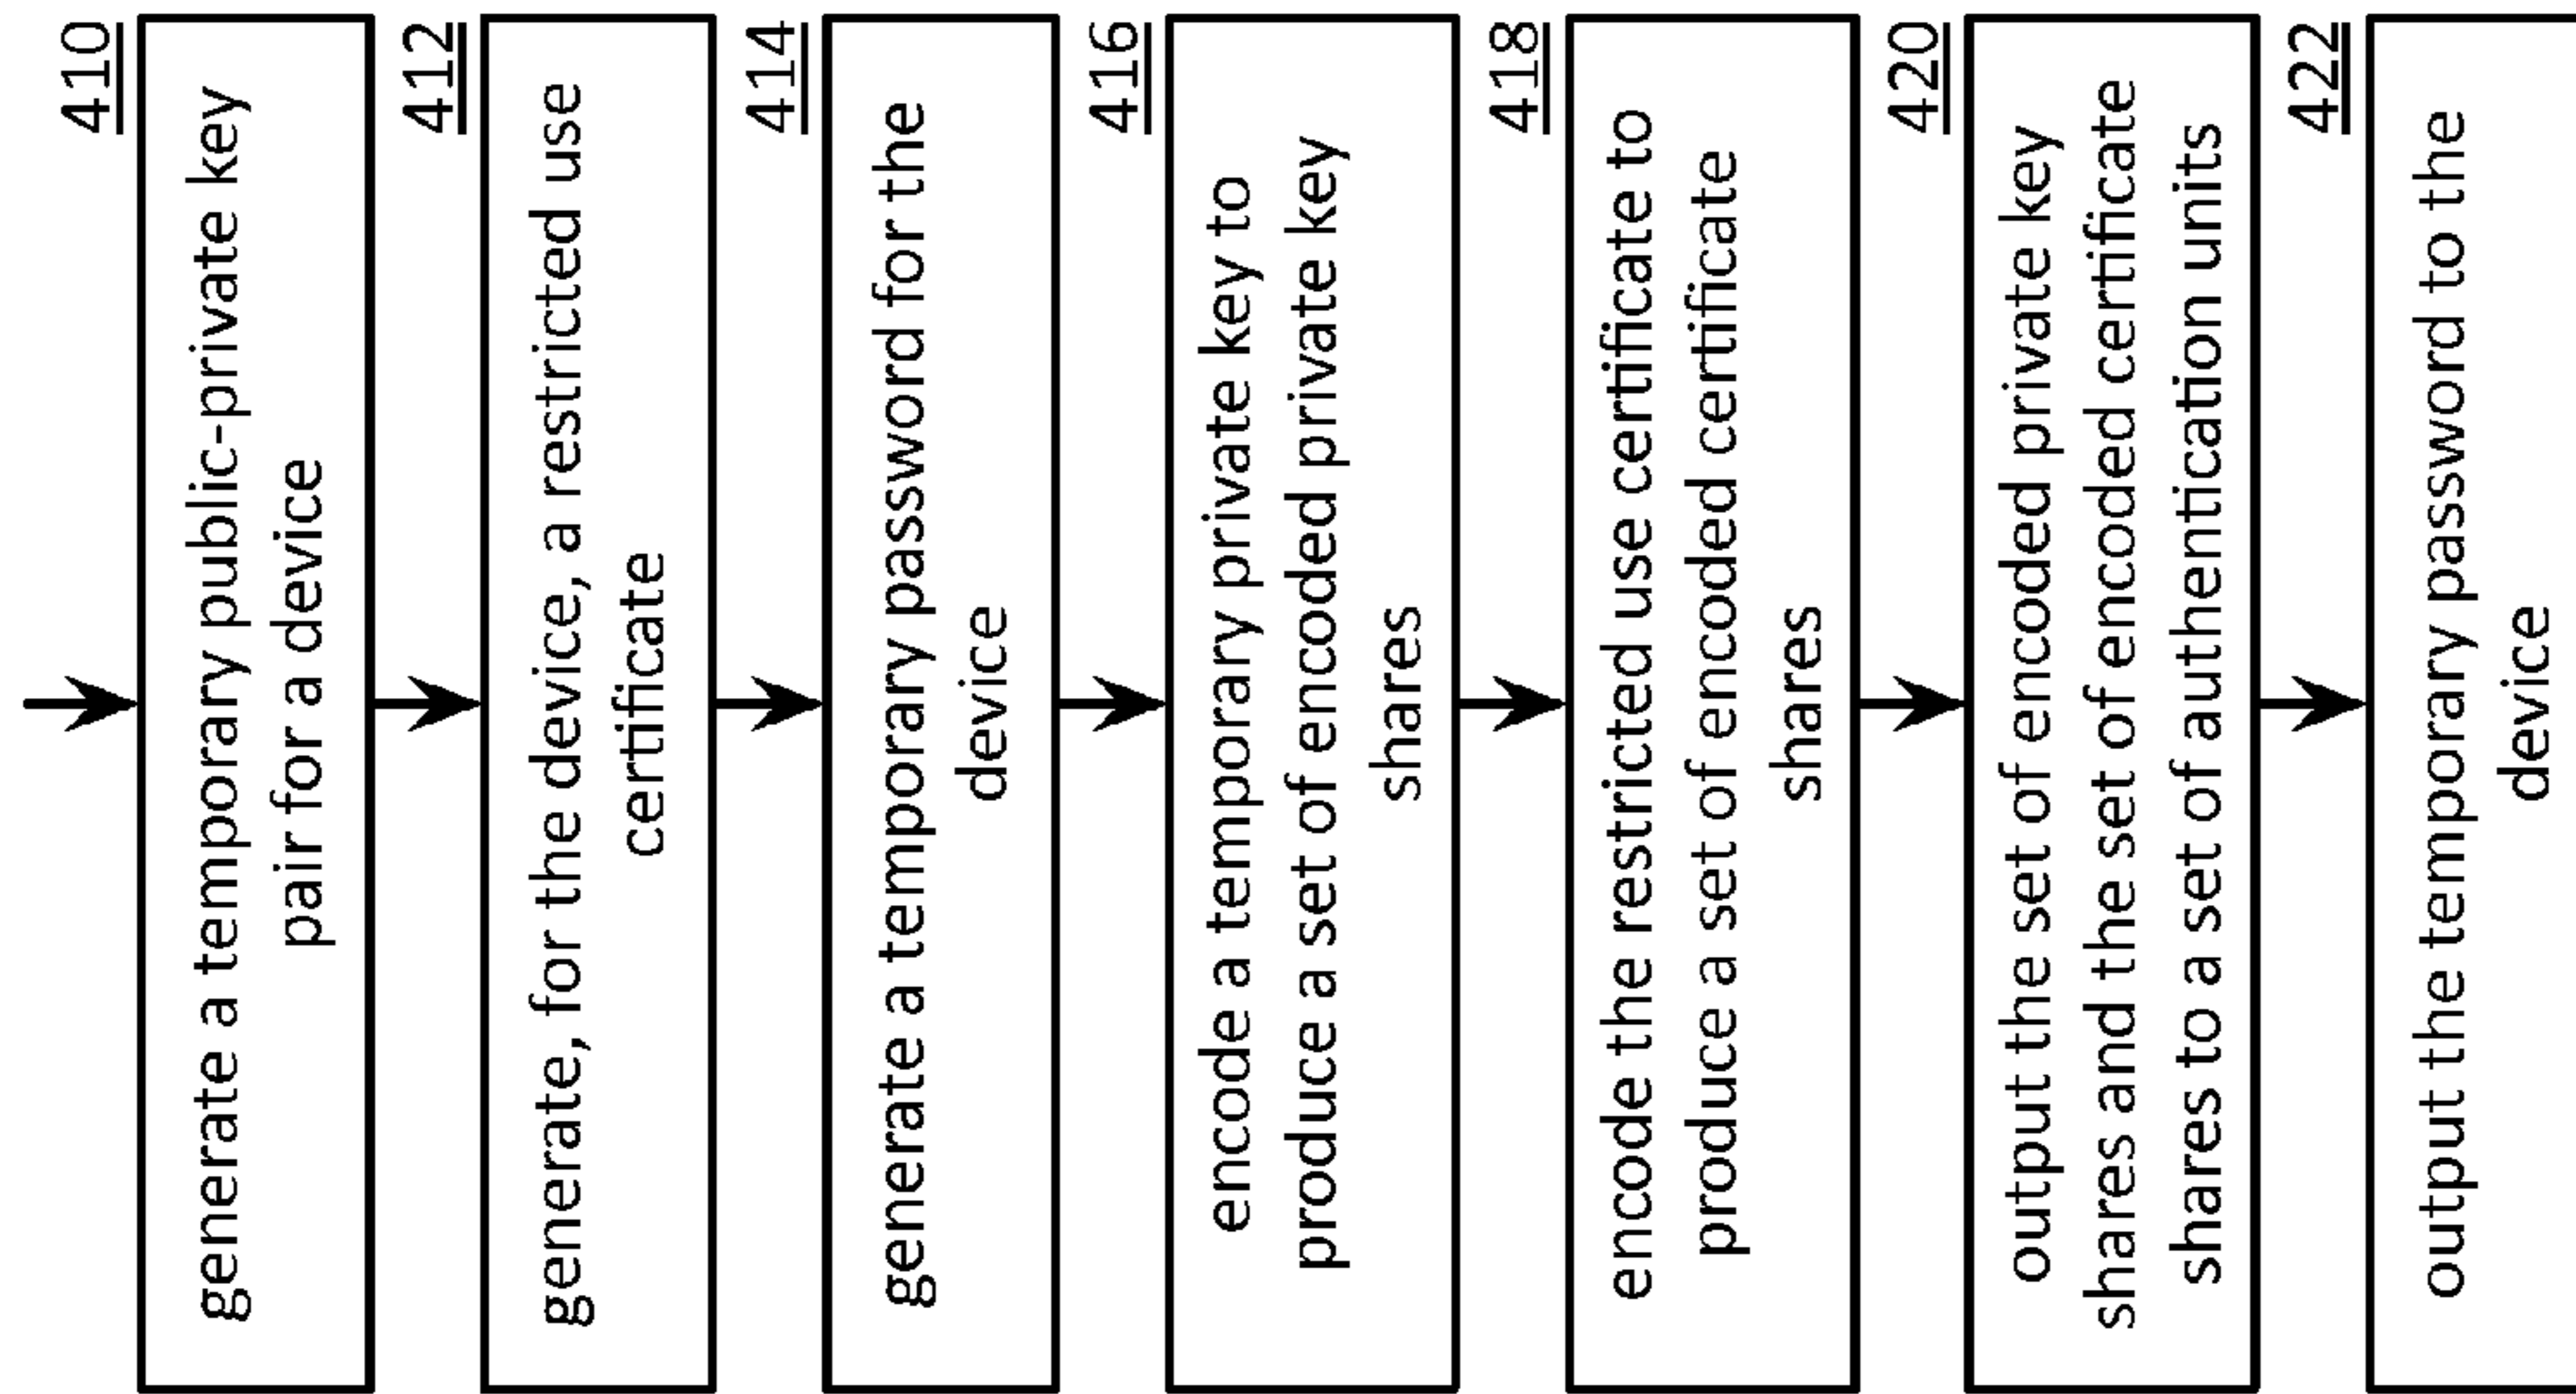 410
generate a temporary public-private key
pair for a device
412
generate, for the device, a restricted use
certificate
414
generate a temporary password for the
device
416
encode a temporary private key to
produce a set of encoded private key
shares
418
encode the restricted use certificate to
produce a set of encoded certificate
shares
420
output the set of encoded private key
shares and the set of encoded certificate
shares to a set of authentication units
422
output the temporary password to the
device